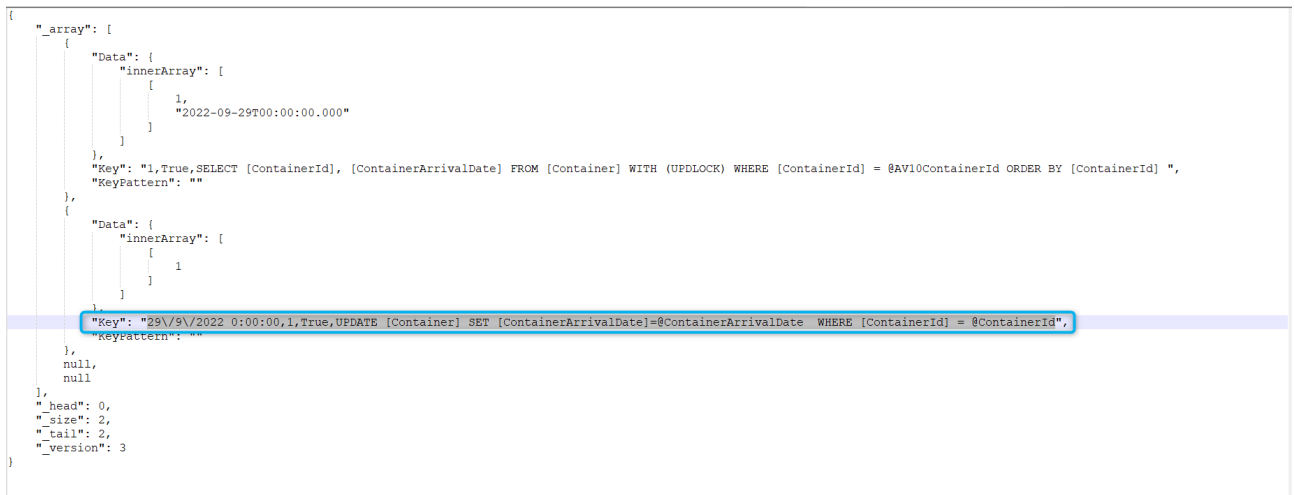 {
    "_array": [
        {
            "Data": {
                "innerArray": [
                    [
                        1,
                        "2022-09-29T00:00:00.000"
                    ]
                ]
            },
            "Key": "1,True,SELECT [ContainerId], [ContainerArrivalDate] FROM [Container] WITH (UPDLOCK) WHERE [ContainerId] = @AV10ContainerId ORDER BY [ContainerId] ",
            "KeyPattern": ""
        },
        {
            "Data": {
                "innerArray": [
                    [
                        1
                    ]
                ]
            },
            "Key": "29\/9\/2022 0:00:00,1,True,UPDATE [Container] SET [ContainerArrivalDate]=@ContainerArrivalDate  WHERE [ContainerId] = @ContainerId",
            "KeyPattern": ""
        },
        null,
        null
    ],
    "_head": 0,
    "_size": 2,
    "_tail": 2,
    "_version": 3
}